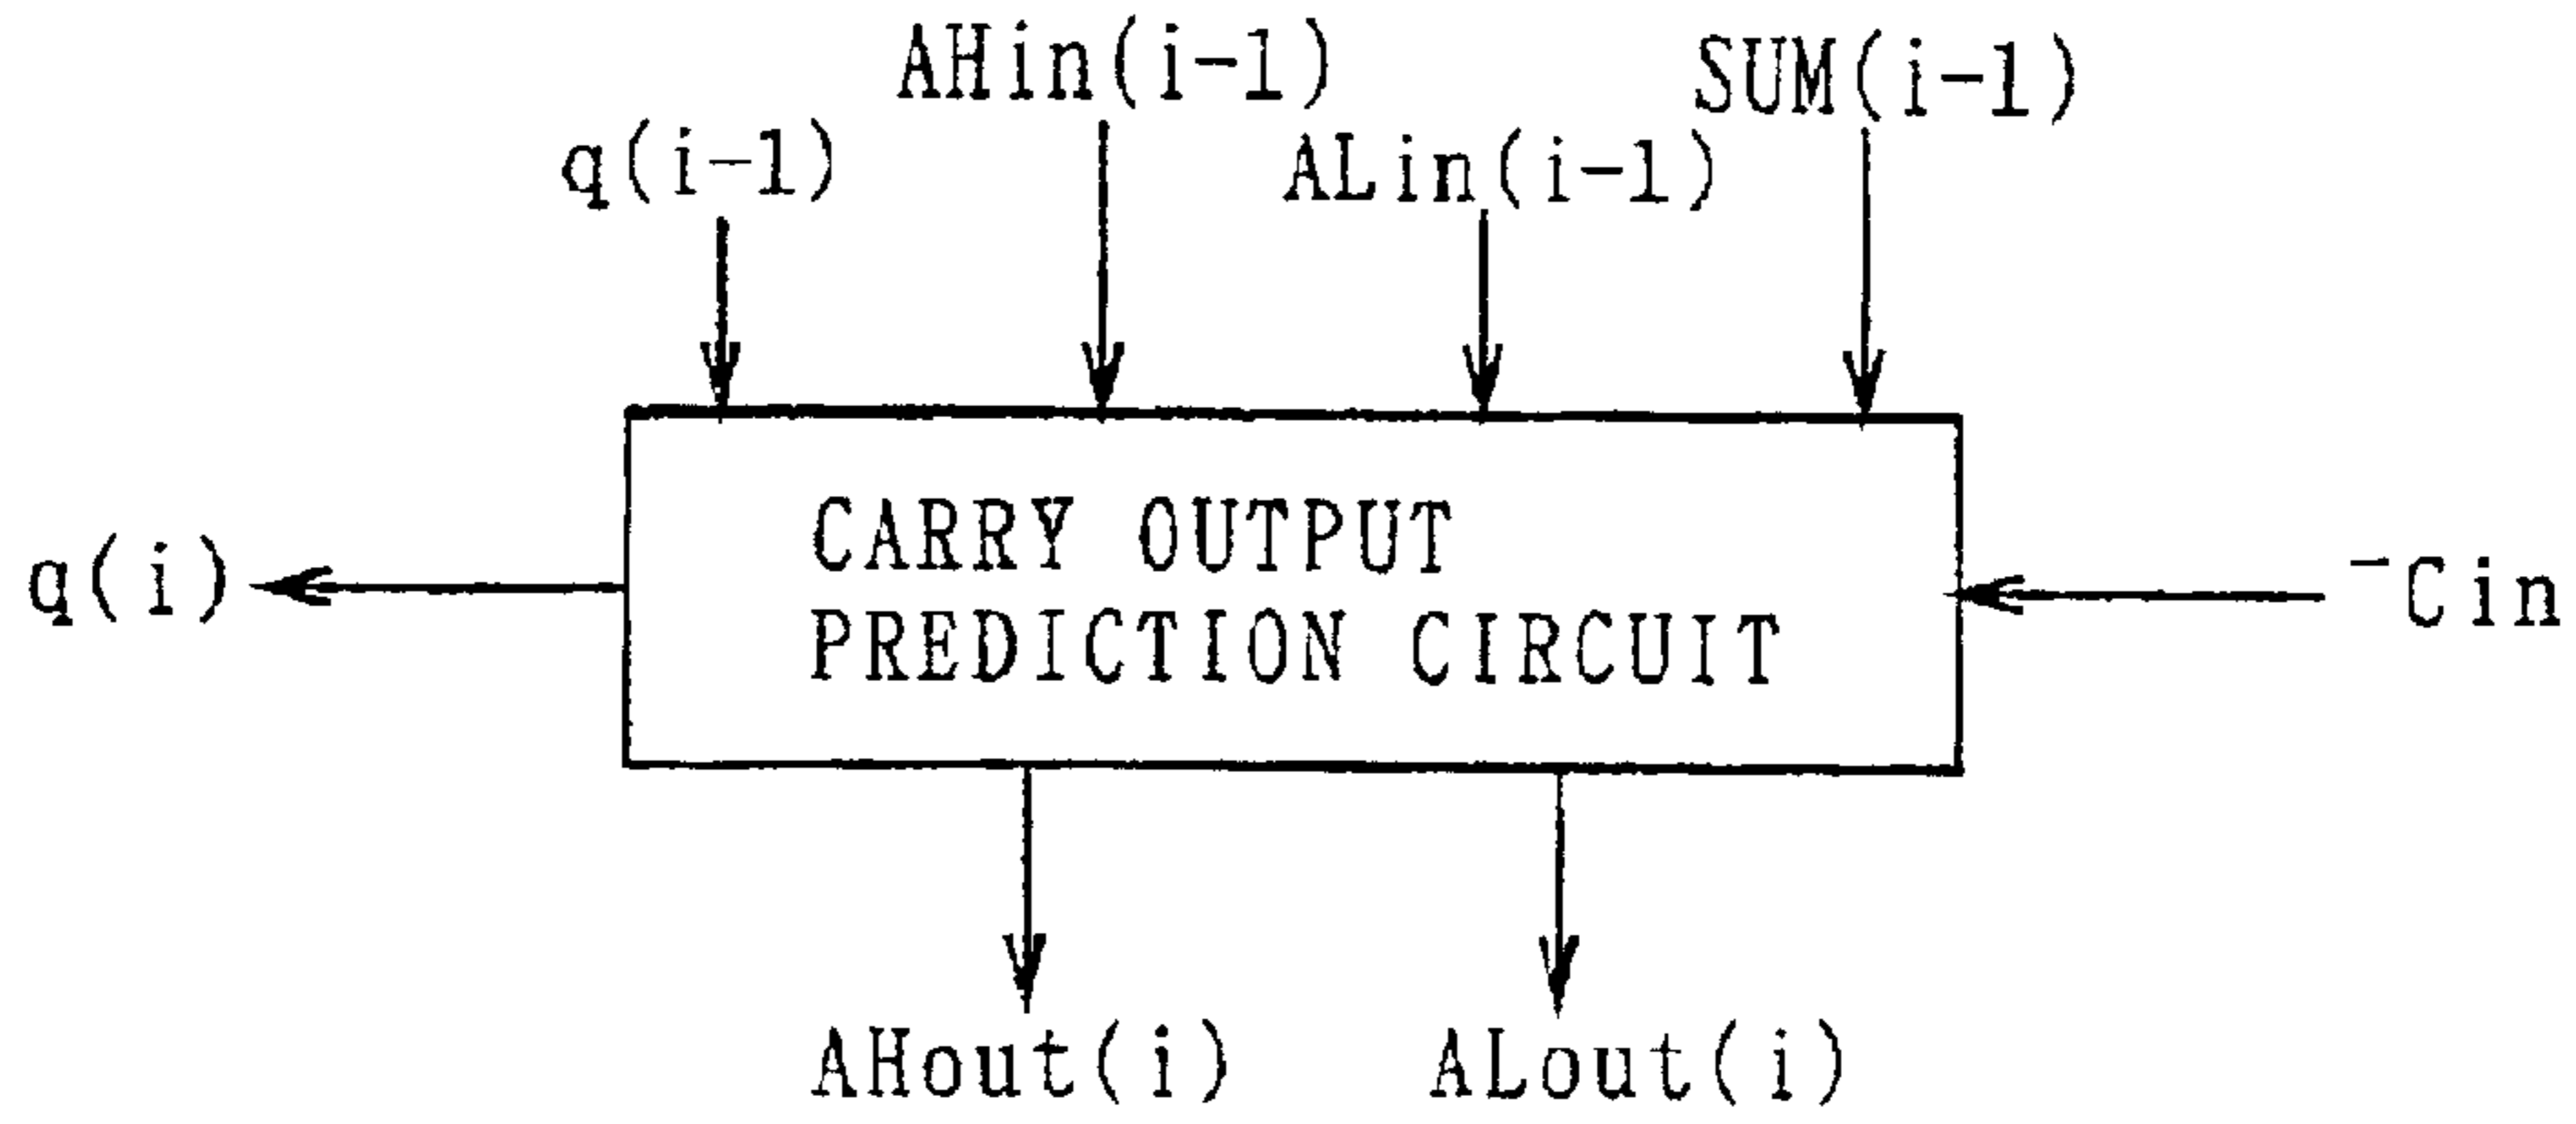 AHin(i-1)
SUM(i-1)
q(i-1)
ALin(i-1)
CARRY OUTPUT
PREDICTION CIRCUIT
q(i)
¯Cin
AHout(i)
ALout(i)